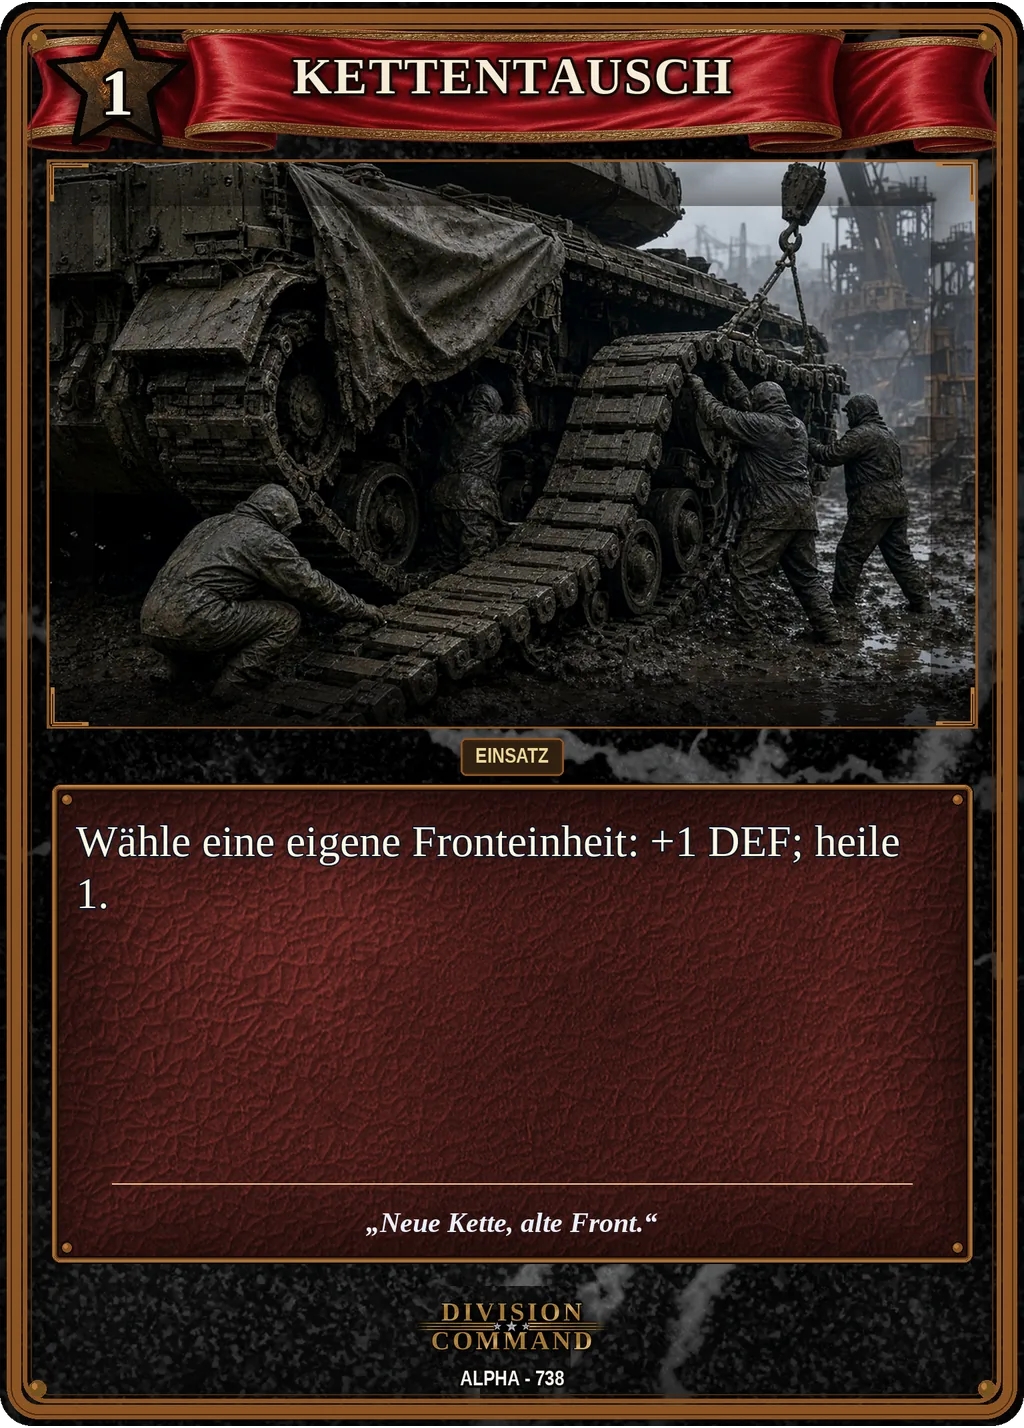 1
KETTENTAUSCH
EINSATZ
Wähle eine eigene Fronteinheit: +1 DEF; heile
1.
„Neue Kette, alte Front.“
DIVISION
COMMAND
ALPHA - 738